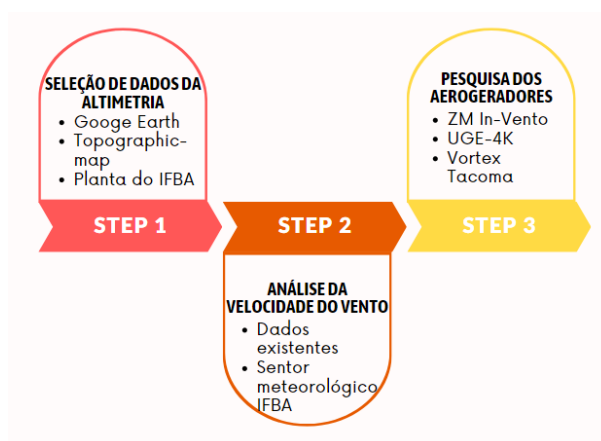 SELEÇÃO DE DADOS DA
ALTIMETRIA
• Googe Earth
• Topographic-
map
• Planta do IFBA
STEP 1
STEP 2
ANÁLISE DA
VELOCIDADE DO VENTO
• Dados
existentes
• Sentor
meteorológico
IFBA
PESQUISA DOS
AEROGERADORES
• ZM In-Vento
• UGE-4K
• Vortex
Tacoma
STEP 3